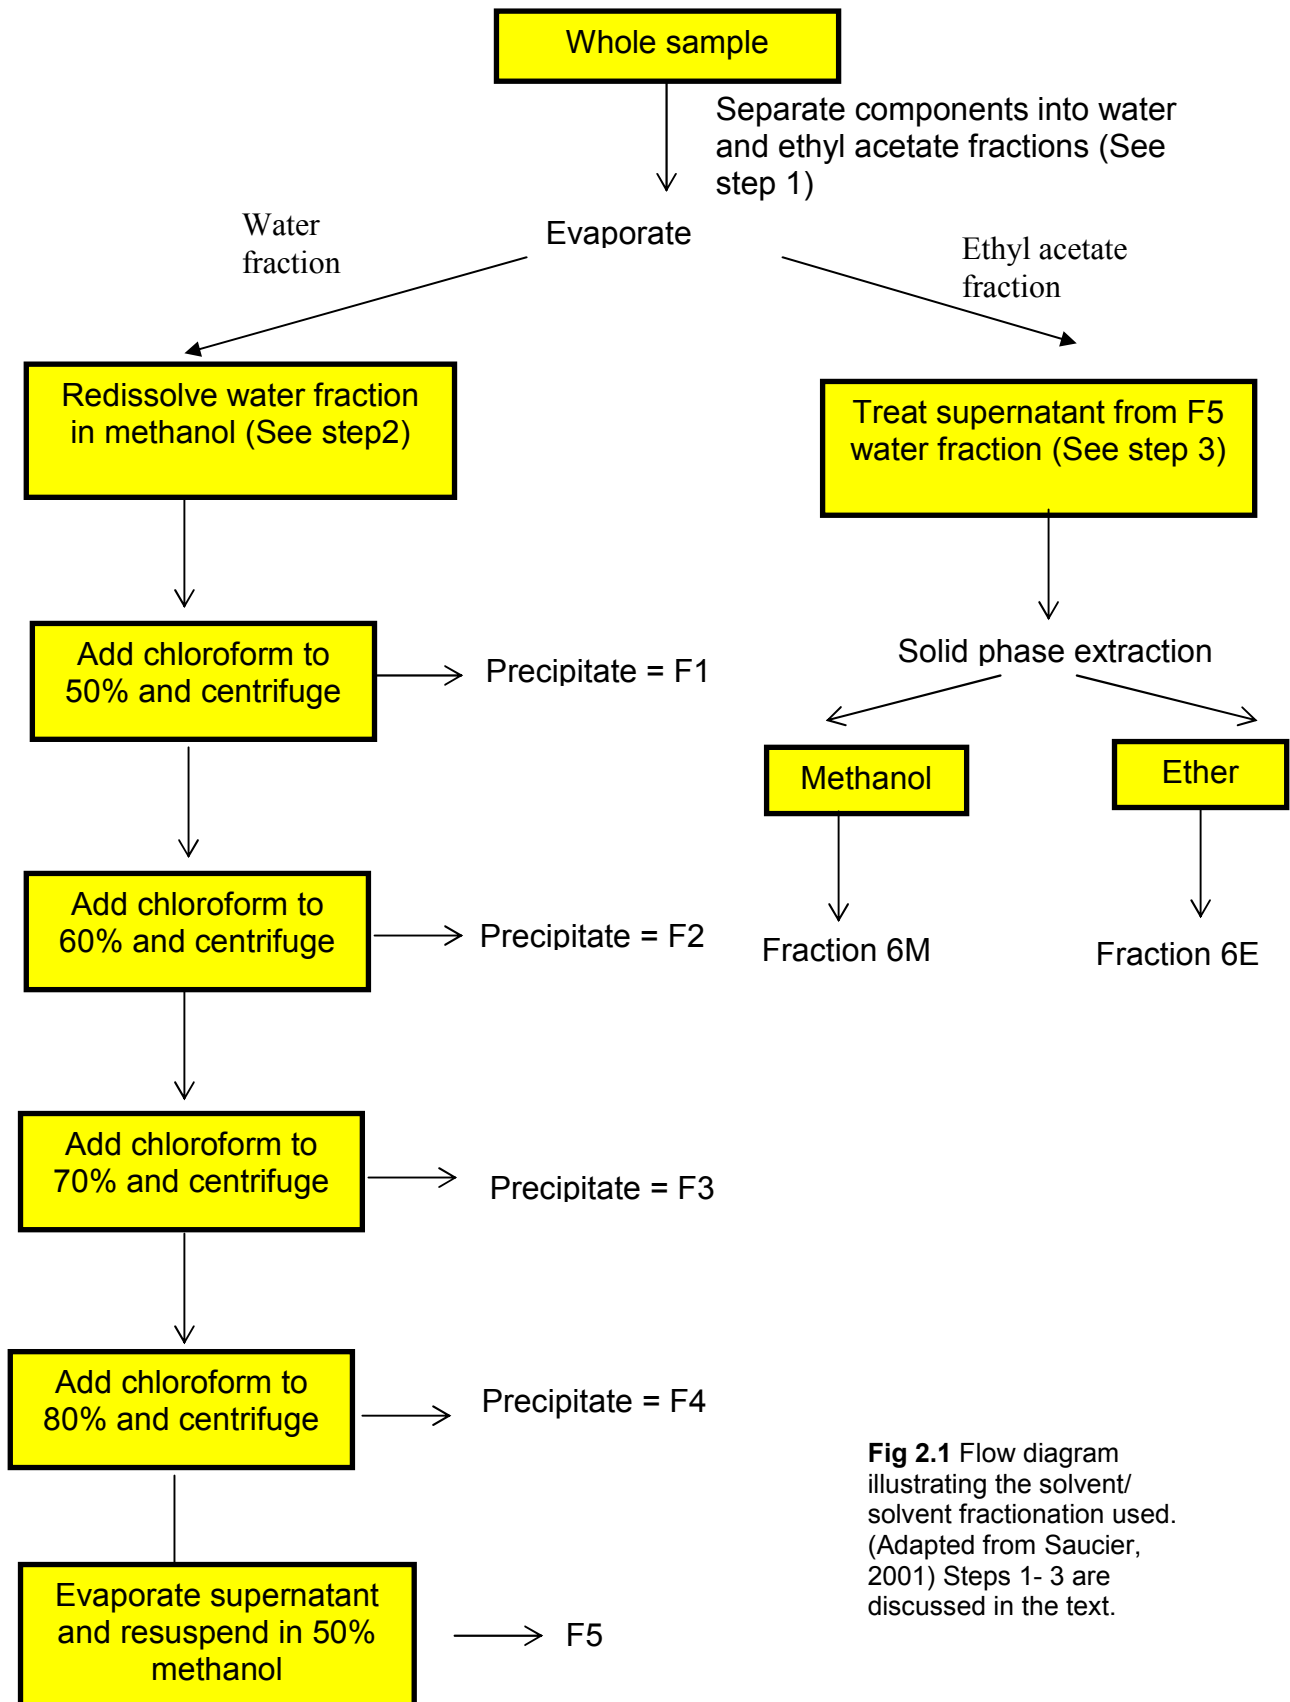 Whole sample
Separate components into water
and ethyl acetate fractions (See
step 1)
Evaporate
Water
fraction
Ethyl acetate
fraction
Redissolve water fraction
in methanol (See step2)
Treat supernatant from F5
water fraction (See step 3)
Add chloroform to
50% and centrifuge
Precipitate = F1
Solid phase extraction
Methanol
Ether
Add chloroform to
60% and centrifuge
Precipitate = F2
Fraction 6M
Fraction 6E
Add chloroform to
70% and centrifuge
Precipitate = F3
Add chloroform to
80% and centrifuge
Precipitate = F4
Evaporate supernatant
and resuspend in 50%
methanol
F5
Fig 2.1 Flow diagram
illustrating the solvent/
solvent fractionation used.
(Adapted from Saucier,
2001) Steps 1- 3 are
discussed in the text.